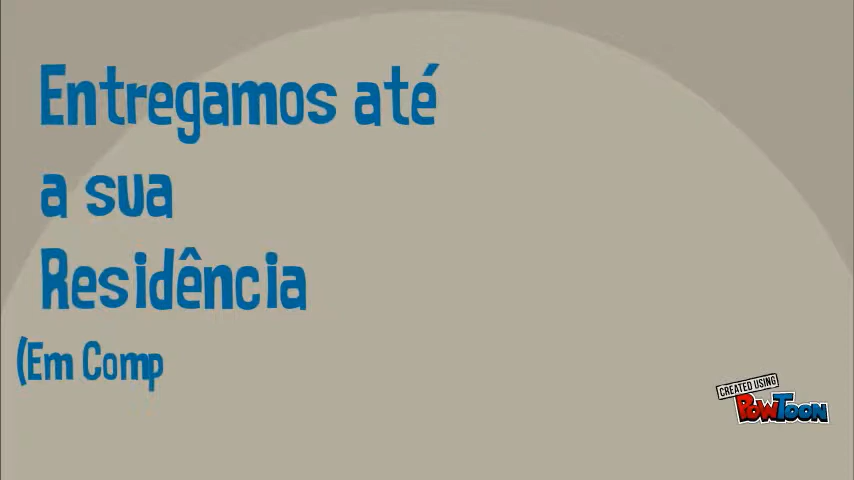 Entregamos até
a sua
Residência
(Em Comp
CREATED USING
POWTOON